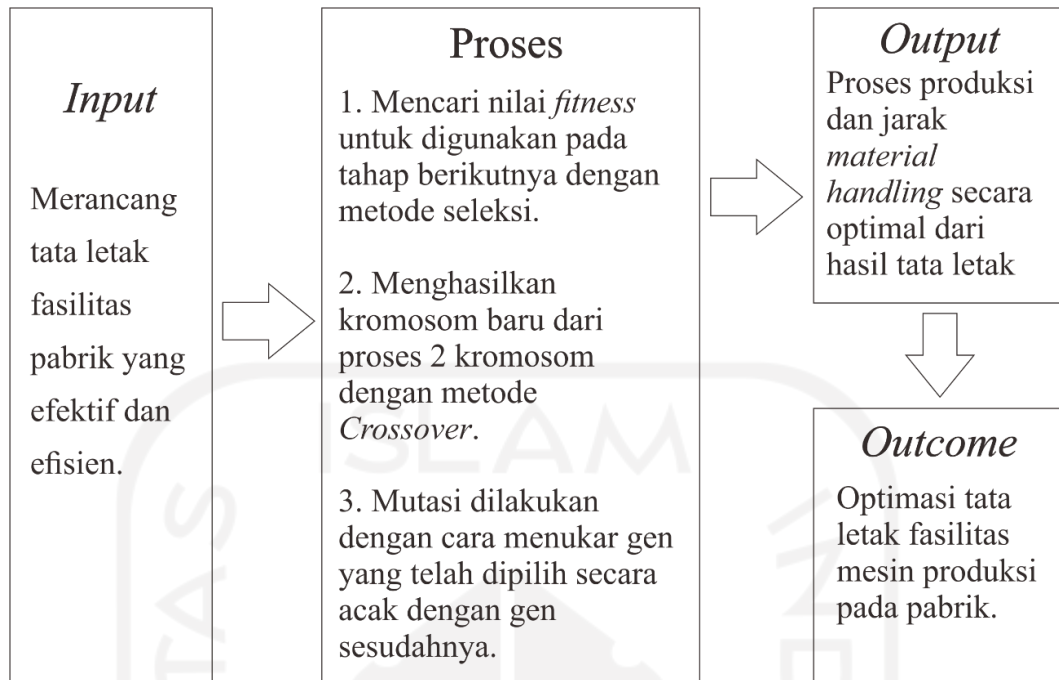 Input
Merancang
tata letak
fasilitas
pabrik yang
efektif dan
efisien.
Proses
1. Mencari nilai fitness
untuk digunakan pada
tahap berikutnya dengan
metode seleksi.
2. Menghasilkan
kromosom baru dari
proses 2 kromosom
dengan metode
Crossover.
3. Mutasi dilakukan
dengan cara menukar gen
yang telah dipilih secara
acak dengan gen
sesudahnya.
Output
Proses produksi
dan jarak
material
handling secara
optimal dari
hasil tata letak
Outcome
Optimasi tata
letak fasilitas
mesin produksi
pada pabrik.
ISLAM